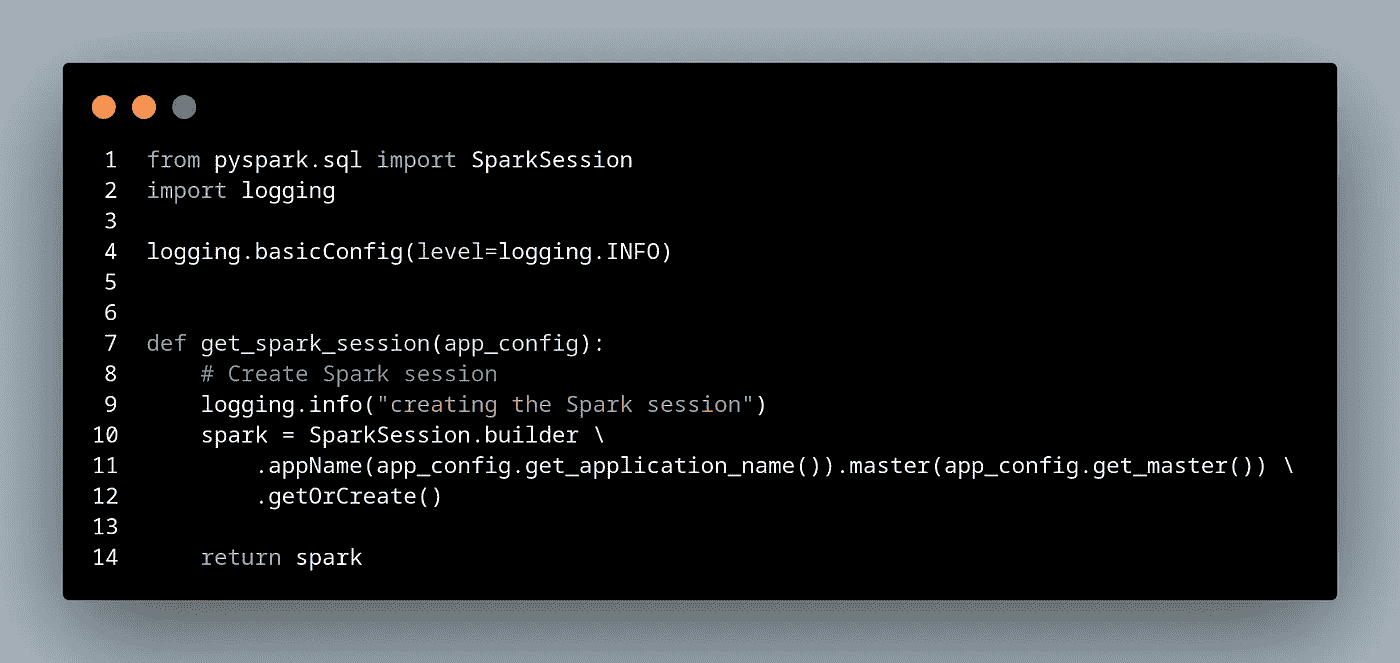 1 from pyspark.sql import SparkSession
2 import logging
3
4 logging.basicConfig(level=logging.INFO)
5
6
7 def get_spark_session(app_config):
8     # Create Spark session
9     logging.info("creating the Spark session")
10     spark = SparkSession.builder \
11         .appName(app_config.get_application_name()).master(app_config.get_master()) \
12         .getOrCreate()
13
14     return spark